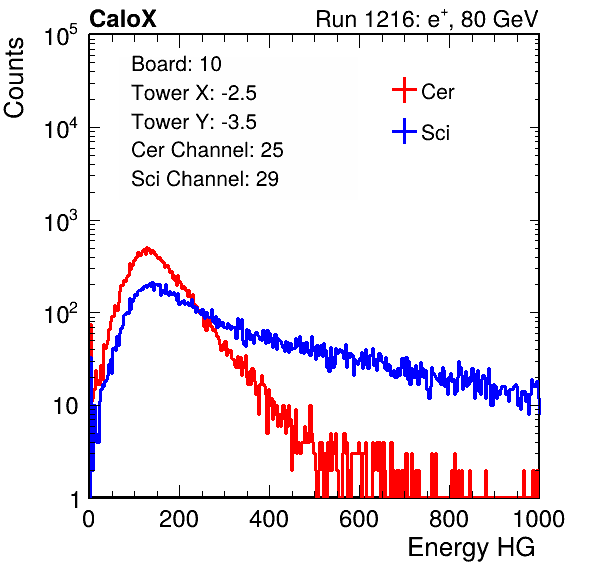 CaloX Run 1216: e⁺, 80 GeV
Counts
Board: 10
Tower X: -2.5
Tower Y: -3.5
Cer Channel: 25
Sci Channel: 29
Cer
Sci
10⁵
10⁴
10³
10²
10
1
0 200 400 600 800 1000
Energy HG